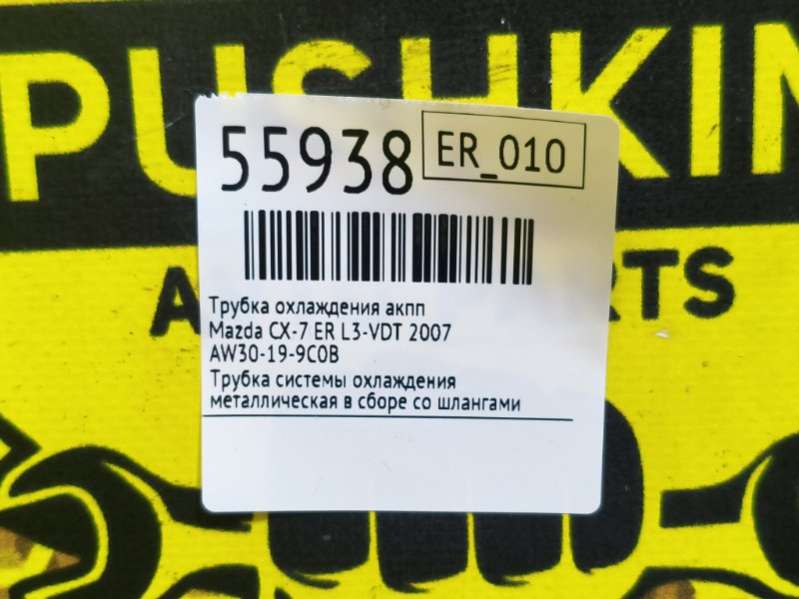 PUSHKIN
55938
ER_010
Трубка охлаждения акпп
Mazda CX-7 ER L3-VDT 2007
AW30-19-9C0B
Трубка системы охлаждения
металлическая в сборе со шлангами